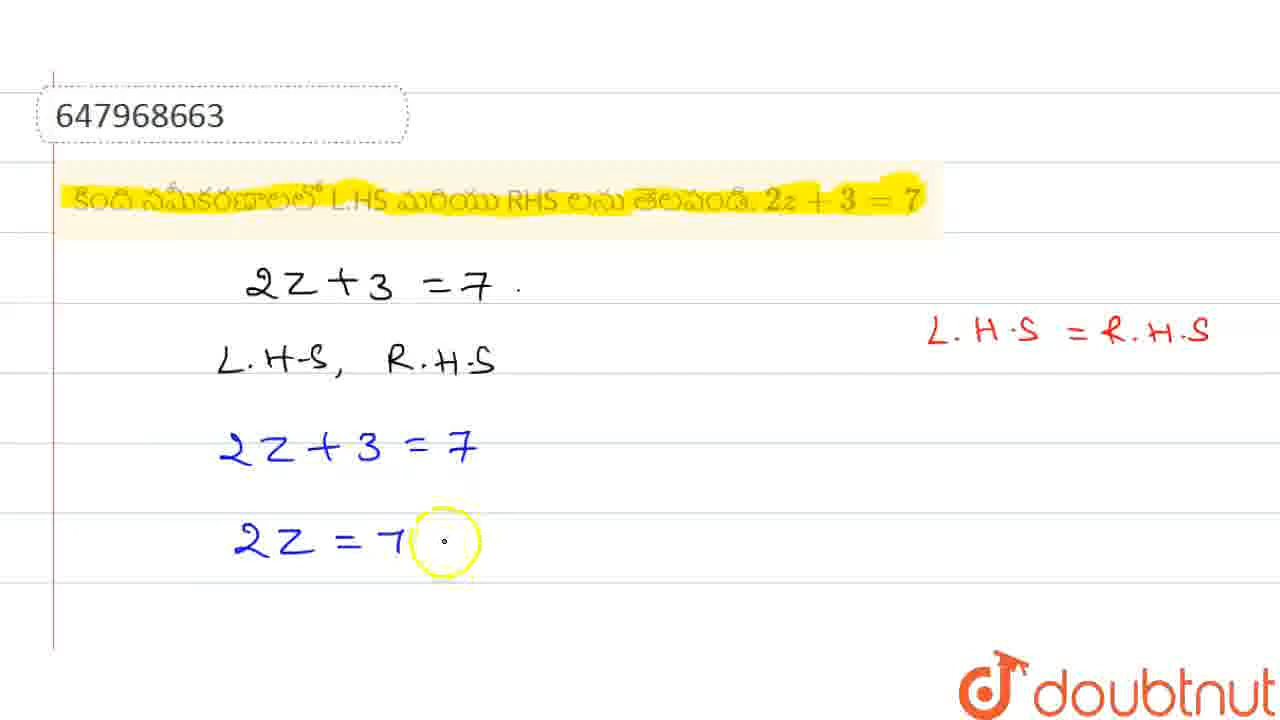 647968663
కింది సమీకరణాలలో L.HS మరియు RHS లను తెలపండి. 2z + 3 = 7
2Z + 3 = 7 .
L.H.S = R.H.S
L.H-S, R.H.S
2Z + 3 = 7
2Z = 7
doubtnut